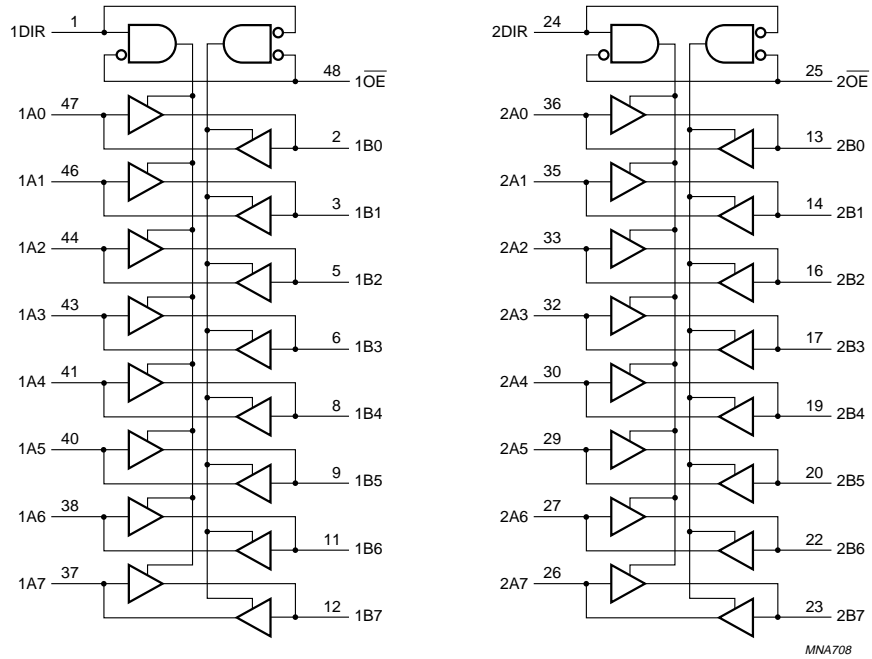 1DIR 1 2DIR 24
48 1O̅E̅ 25 2O̅E̅
1A0 47 2A0 36
2 1B0 13 2B0
1A1 46 2A1 35
3 1B1 14 2B1
1A2 44 2A2 33
5 1B2 16 2B2
1A3 43 2A3 32
6 1B3 17 2B3
1A4 41 2A4 30
8 1B4 19 2B4
1A5 40 2A5 29
9 1B5 20 2B5
1A6 38 2A6 27
11 1B6 22 2B6
1A7 37 2A7 26
12 1B7 23 2B7
MNA708